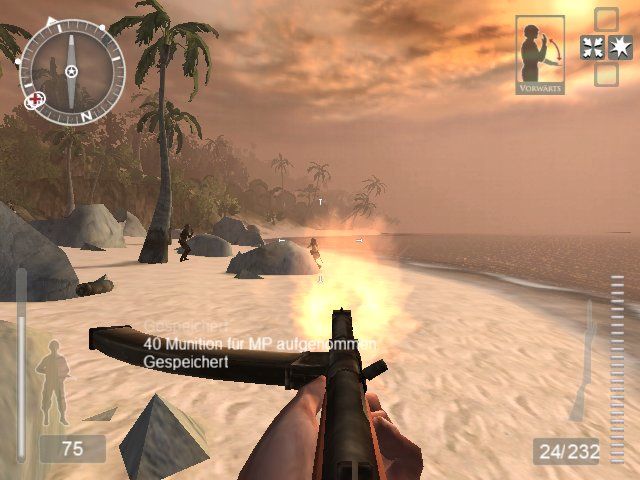 N
VORWÄRTS
Gespeichert
40 Munition für MP aufgenommen
Gespeichert
75
24/232